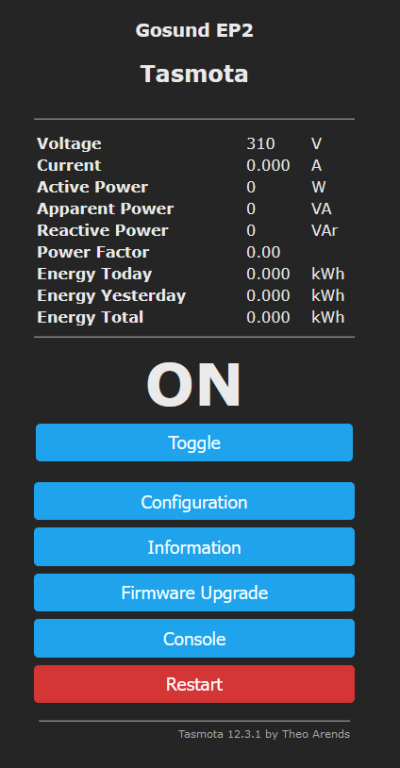 Gosund EP2
Tasmota
Voltage 310 V
Current 0.000 A
Active Power 0 W
Apparent Power 0 VA
Reactive Power 0 VAr
Power Factor 0.00
Energy Today 0.000 kWh
Energy Yesterday 0.000 kWh
Energy Total 0.000 kWh
ON
Toggle
Configuration
Information
Firmware Upgrade
Console
Restart
Tasmota 12.3.1 by Theo Arends